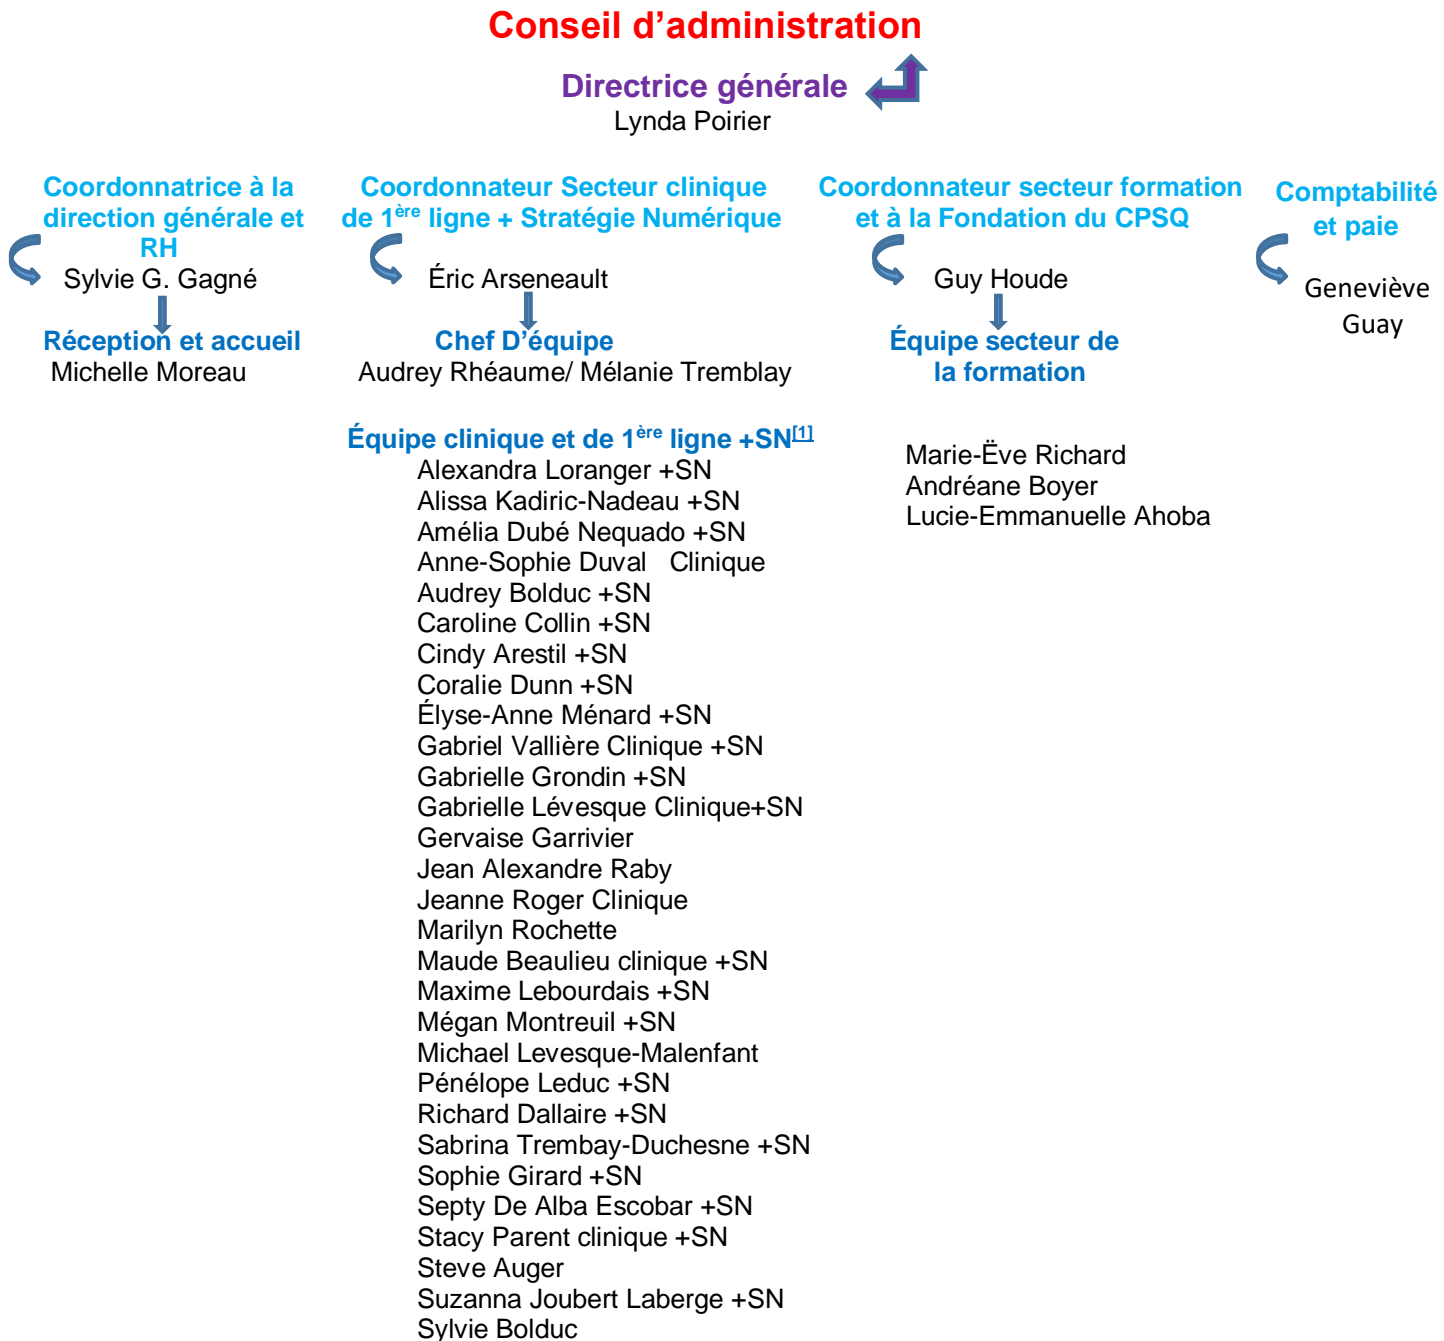 Conseil d’administration
Directrice générale
Lynda Poirier
Coordonnatrice à la
direction générale et
RH
Sylvie G. Gagné
Réception et accueil
Michelle Moreau
Coordonnateur Secteur clinique
de 1ère ligne + Stratégie Numérique
Éric Arseneault
Chef D’équipe
Audrey Rhéaume/ Mélanie Tremblay
Équipe clinique et de 1ère ligne +SN[1]
Alexandra Loranger +SN
Alissa Kadiric-Nadeau +SN
Amélia Dubé Nequado +SN
Anne-Sophie Duval   Clinique
Audrey Bolduc +SN
Caroline Collin +SN
Cindy Arestil +SN
Coralie Dunn +SN
Élyse-Anne Ménard +SN
Gabriel Vallière Clinique +SN
Gabrielle Grondin +SN
Gabrielle Lévesque Clinique+SN
Gervaise Garrivier
Jean Alexandre Raby
Jeanne Roger Clinique
Marilyn Rochette
Maude Beaulieu clinique +SN
Maxime Lebourdais +SN
Mégan Montreuil +SN
Michael Levesque-Malenfant
Pénélope Leduc +SN
Richard Dallaire +SN
Sabrina Trembay-Duchesne +SN
Sophie Girard +SN
Septy De Alba Escobar +SN
Stacy Parent clinique +SN
Steve Auger
Suzanna Joubert Laberge +SN
Sylvie Bolduc
Coordonnateur secteur formation
et à la Fondation du CPSQ
Guy Houde
Équipe secteur de
la formation
Marie-Ëve Richard
Andréane Boyer
Lucie-Emmanuelle Ahoba
Comptabilité
et paie
Geneviève
Guay